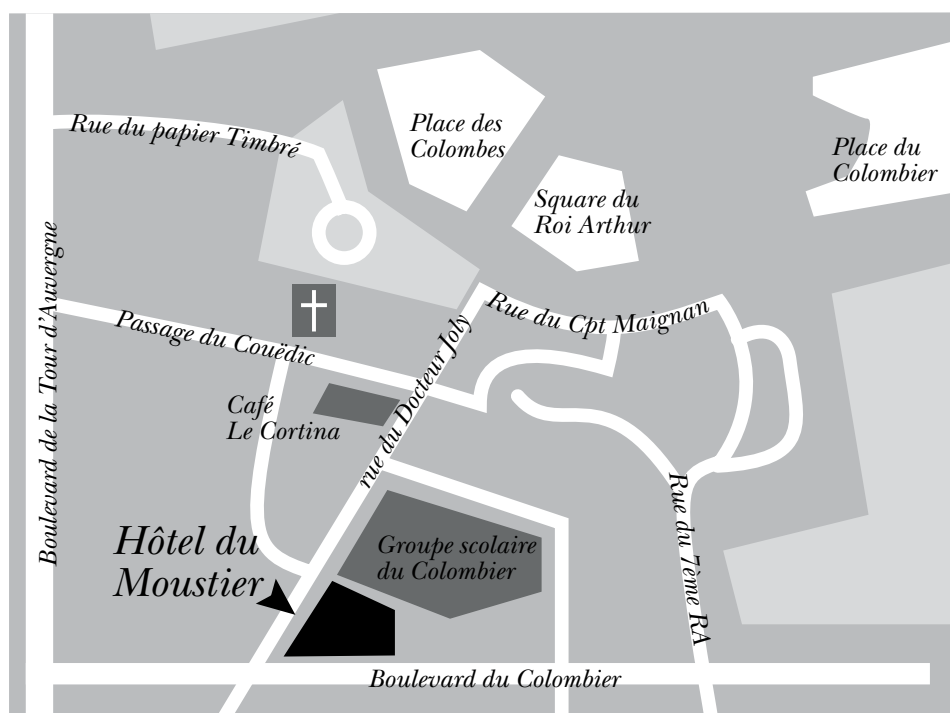 Place des
Colombes
Rue du papier Timbré
Place du
Colombier
Square du
Roi Arthur
Boulevard de la Tour d'Auvergne
Rue du Cpt Maignan
Passage du Couëdic
rue du Docteur Joly
Café
Le Cortina
Rue du 7ème RA
Hôtel du
Moustier
Groupe scolaire
du Colombier
Boulevard du Colombier